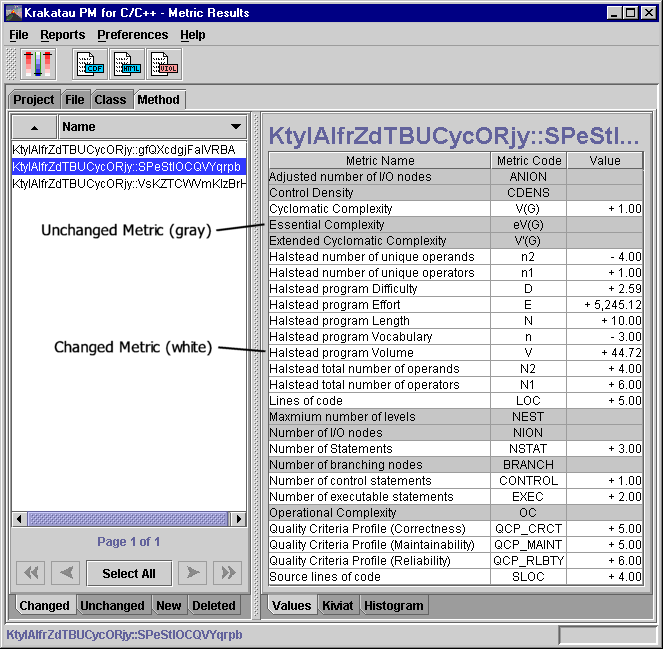 Krakatau PM for C/C++ - Metric Results
File Reports Preferences Help
CDF HTML VIOL
Project File Class Method
Name
KtylAlfrZdTBUCycORjy::gfQXcdgjFalVRBA
KtylAlfrZdTBUCycORjy::SPeStlOCQVYqrpb
KtylAlfrZdTBUCycORjy::VsKZTCWVmKlzBrH
Unchanged Metric (gray)
Changed Metric (white)
Page 1 of 1
Select All
Changed Unchanged New Deleted
KtylAlfrZdTBUCycORjy::SPeStl...
Metric Name Metric Code Value
Adjusted number of I/O nodes ANION
Control Density CDENS
Cyclomatic Complexity V(G) + 1.00
Essential Complexity eV(G)
Extended Cyclomatic Complexity V'(G)
Halstead number of unique operands n2 - 4.00
Halstead number of unique operators n1 + 1.00
Halstead program Difficulty D + 2.59
Halstead program Effort E + 5,245.12
Halstead program Length N + 10.00
Halstead program Vocabulary n - 3.00
Halstead program Volume V + 44.72
Halstead total number of operands N2 + 4.00
Halstead total number of operators N1 + 6.00
Lines of code LOC + 5.00
Maxmium number of levels NEST
Number of I/O nodes NION
Number of Statements NSTAT + 3.00
Number of branching nodes BRANCH
Number of control statements CONTROL + 1.00
Number of executable statements EXEC + 2.00
Operational Complexity OC
Quality Criteria Profile (Correctness) QCP_CRCT + 5.00
Quality Criteria Profile (Maintainability) QCP_MAINT + 5.00
Quality Criteria Profile (Reliability) QCP_RLBTY + 6.00
Source lines of code SLOC + 4.00
Values Kiviat Histogram
KtylAlfrZdTBUCycORjy::SPeStlOCQVYqrpb